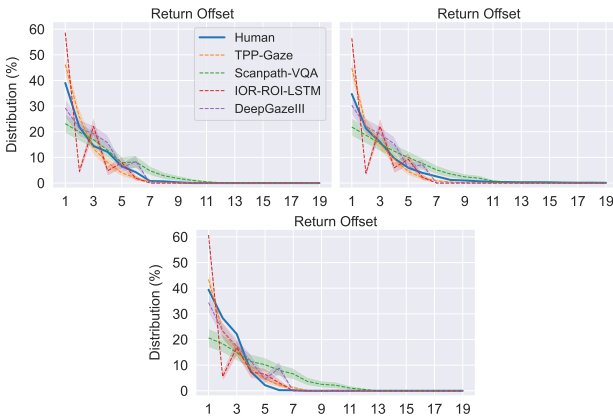 Return Offset
Return Offset
60
50
40
30
20
10
0
Distribution (%)
Human
TPP-Gaze
Scanpath-VQA
IOR-ROI-LSTM
DeepGazeIII
1 3 5 7 9 11 13 15 17 19
1 3 5 7 9 11 13 15 17 19
Return Offset
60
50
40
30
20
10
0
Distribution (%)
1 3 5 7 9 11 13 15 17 19